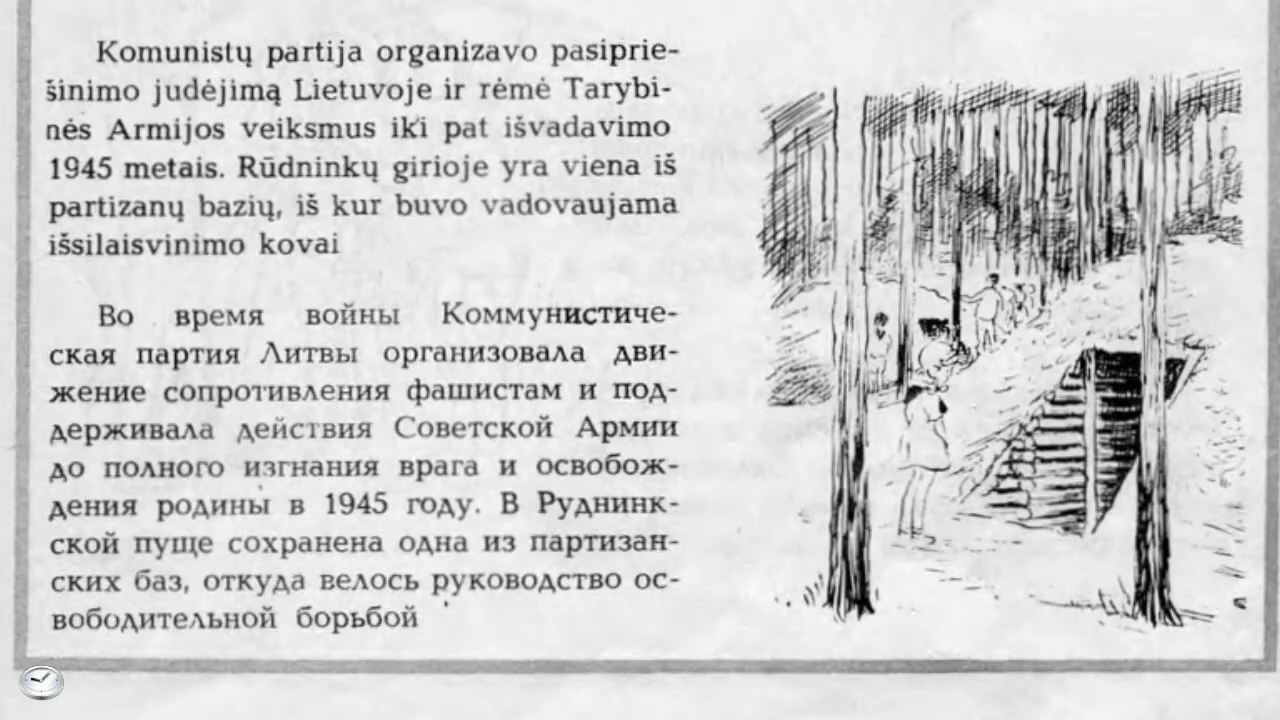 Komunistų partija organizavo pasiprie-
šinimo judėjimą Lietuvoje ir rėmė Tarybi-
nės Armijos veiksmus iki pat išvadavimo
1945 metais. Rūdninkų girioje yra viena iš
partizanų bazių, iš kur buvo vadovaujama
išsilaisvinimo kovai
Во время войны Коммунистиче-
ская партия Литвы организовала дви-
жение сопротивления фашистам и под-
держивала действия Советской Армии
до полного изгнания врага и освобож-
дения родины в 1945 году. В Руднинк-
ской пуще сохранена одна из партизан-
ских баз, откуда велось руководство ос-
вободительной борьбой